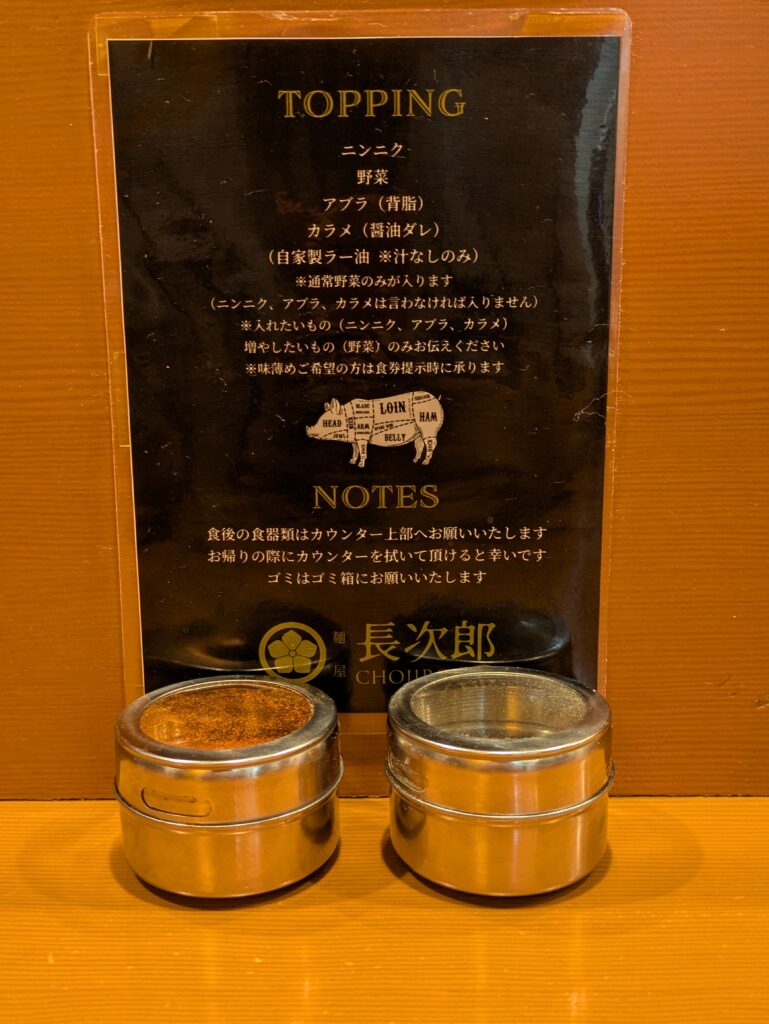 TOPPING
ニンニク
野菜
アブラ（背脂）
カラメ（醤油ダレ）
（自家製ラー油 ※汁なしのみ）
※通常野菜のみが入ります
（ニンニク、アブラ、カラメは言わなければ入りません）
※入れたいもの（ニンニク、アブラ、カラメ）
増やしたいもの（野菜）のみお伝えください
※味薄めご希望の方は食券提示時に承ります
HEAD
LOIN
HAM
ARM
BELLY
NOTES
食後の食器類はカウンター上部へお願いいたします
お帰りの際にカウンターを拭いて頂けると幸いです
ゴミはゴミ箱にお願いいたします
麺屋 長次郎